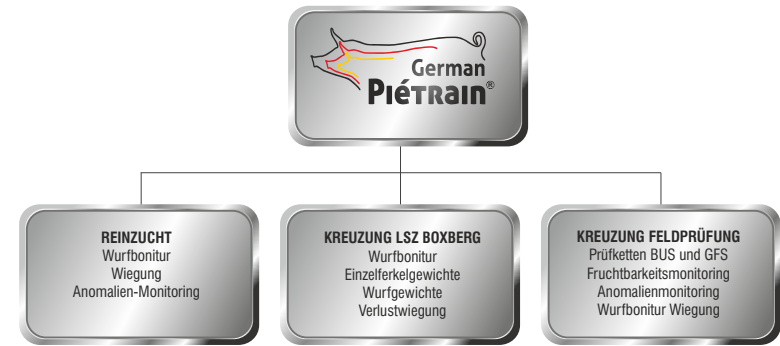 German
PIéTRaIn®
REINZUCHT
Wurfbonitur
Wiegung
Anomalien-Monitoring
KREUZUNG LSZ BOXBERG
Wurfbonitur
Einzelferkelgewichte
Wurfgewichte
Verlustwiegung
KREUZUNG FELDPRÜFUNG
Prüfketten BUS und GFS
Fruchtbarkeitsmonitoring
Anomalienmonitoring
Wurfbonitur Wiegung